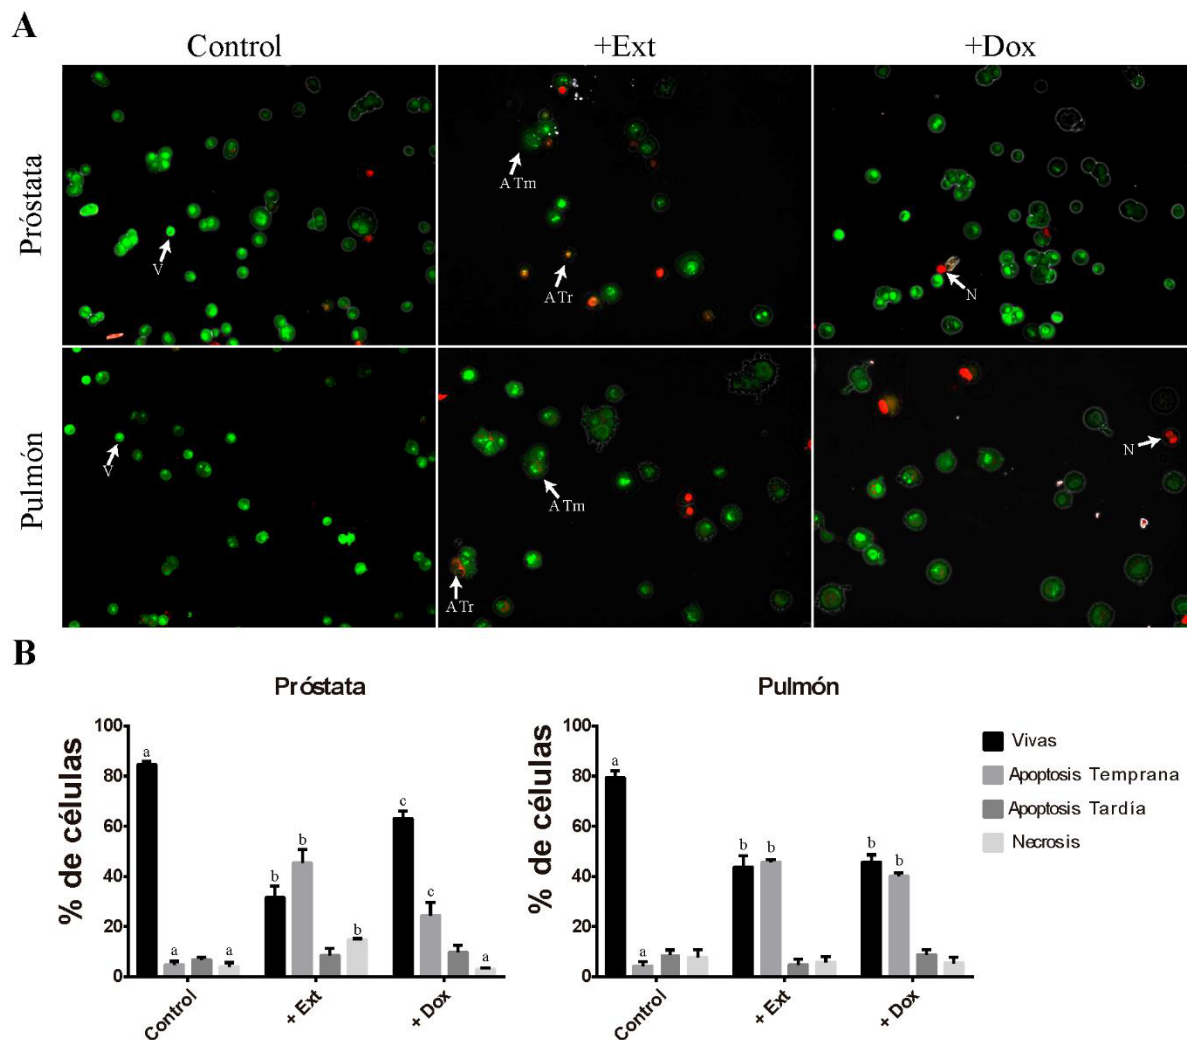 A
Control
+Ext
+Dox
Próstata
V
A Tm
A Tr
N
Pulmón
V
A Tm
A Tr
N
B
Próstata
% de células
100
80
60
40
20
0
a
a
a
b
b
b
c
c
a
Control
+ Ext
+ Dox
Pulmón
% de células
100
80
60
40
20
0
a
a
b
b
b
b
Control
+ Ext
+ Dox
Vivas
Apoptosis Temprana
Apoptosis Tardía
Necrosis